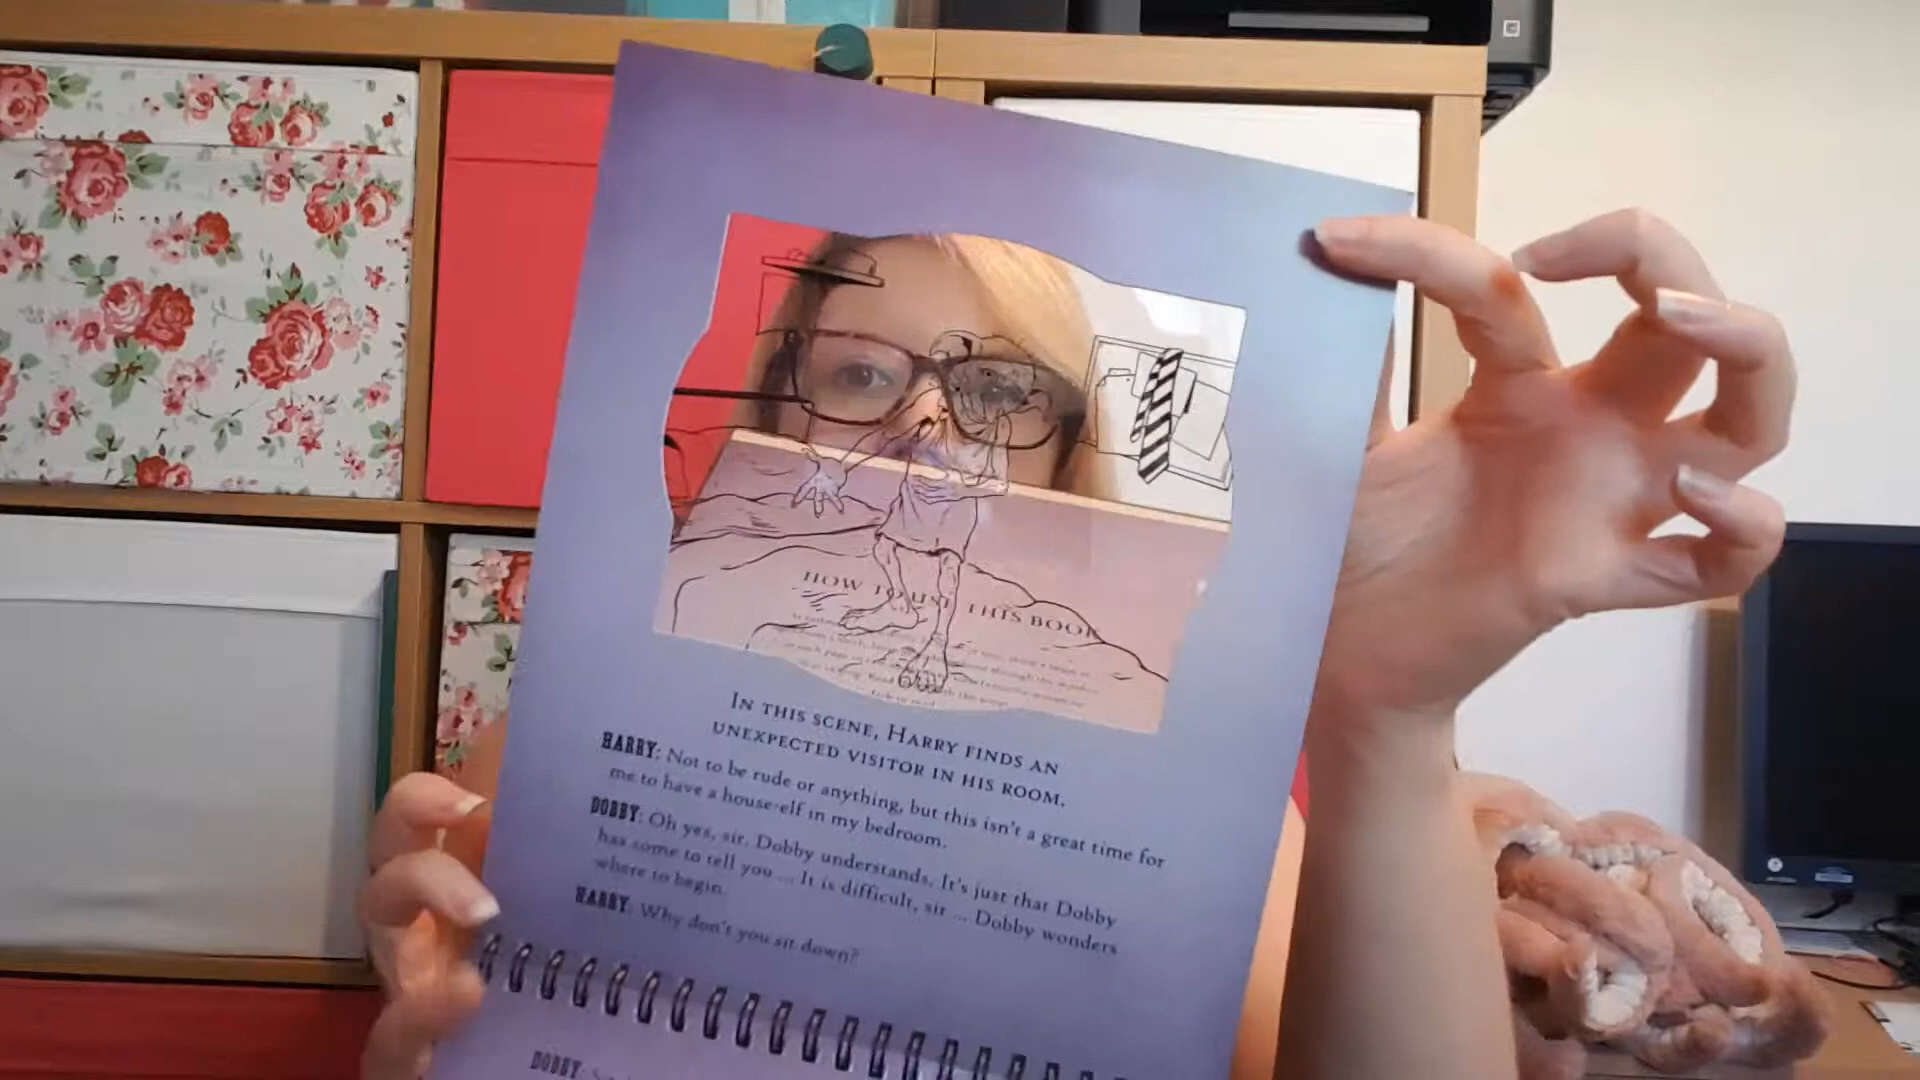 HOW TO USE THIS BOOK
IN THIS SCENE, HARRY FINDS AN
UNEXPECTED VISITOR IN HIS ROOM.
HARRY: Not to be rude or anything, but this isn't a great time for
me to have a house-elf in my bedroom.
DOBBY: Oh yes, sir. Dobby understands. It's just that Dobby
has come to tell you ... It is difficult, sir ... Dobby wonders
where to begin.
HARRY: Why don't you sit down?
DOBBY: